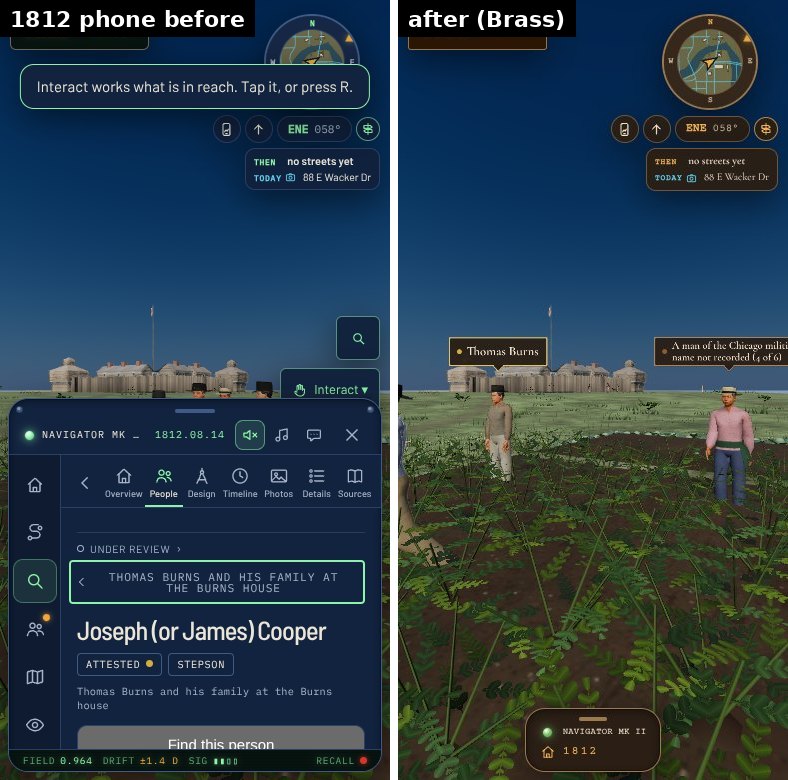 1812 phone before
N
W
E
Interact works what is in reach. Tap it, or press R.
ENE 058°
THEN no streets yet
TODAY 88 E Wacker Dr
Interact ▾
NAVIGATOR MK … 1812.08.14
Overview People Design Timeline Photos Details Sources
UNDER REVIEW ›
THOMAS BURNS AND HIS FAMILY AT
THE BURNS HOUSE
Joseph (or James) Cooper
ATTESTED STEPSON
Thomas Burns and his family at the Burns
house
Find this person
FIELD 0.964 DRIFT ±1.4 D SIG RECALL
after (Brass)
N
W
E
S
ENE 058°
THEN no streets yet
TODAY 88 E Wacker Dr
Thomas Burns
A man of the Chicago militi
name not recorded (4 of 6)
NAVIGATOR MK II
1812